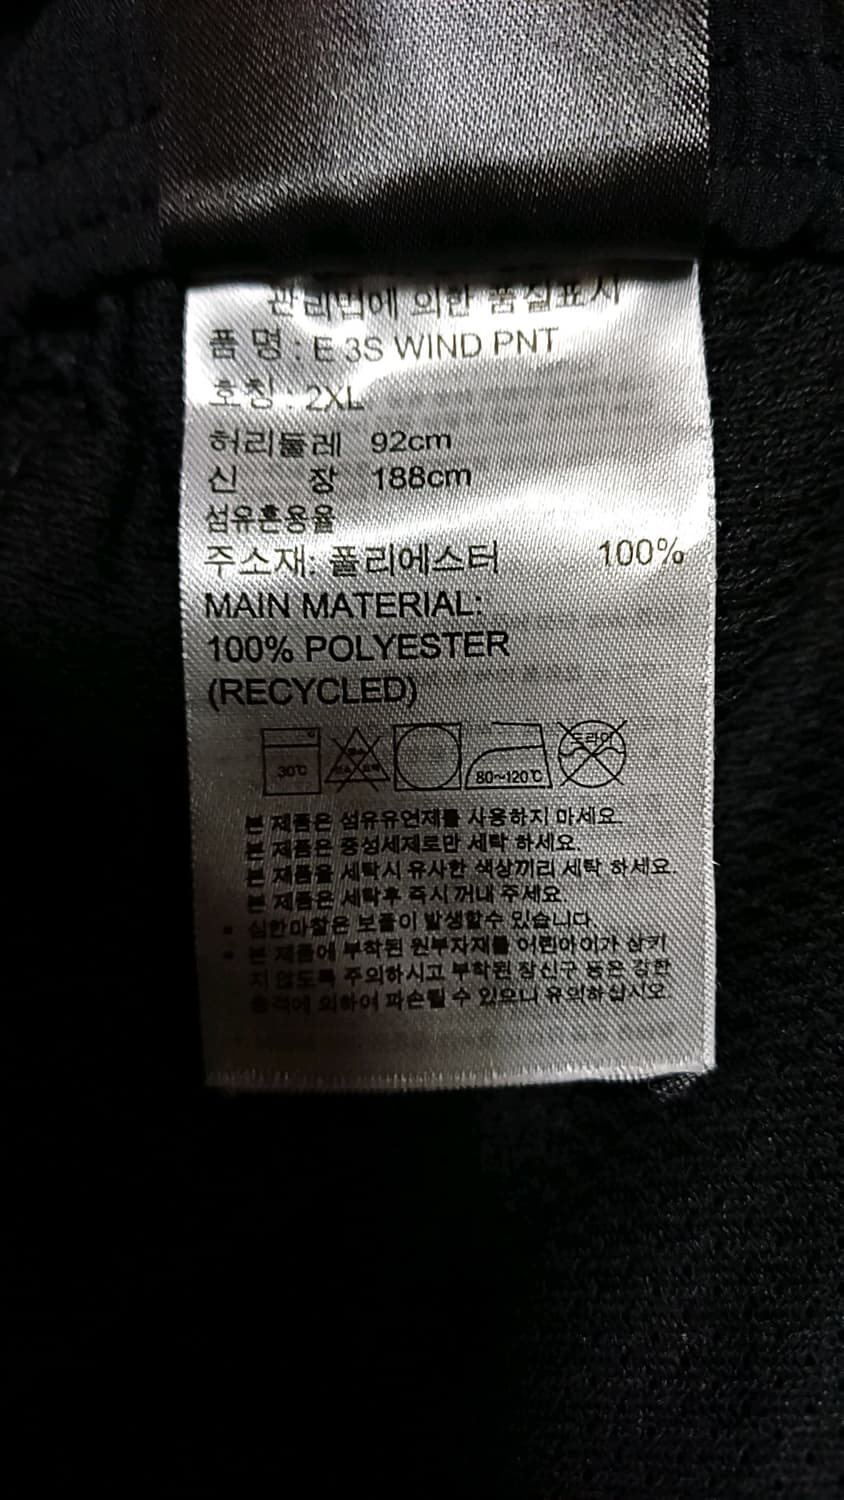 관리법에 의한 품질표시
품 명 : E 3S WIND PNT
호칭 : 2XL
허리둘레 92cm
신 장 188cm
섬유혼용율
주소재: 폴리에스터 100%
MAIN MATERIAL:
100% POLYESTER
(RECYCLED)
30℃
80~120℃
드라이
본 제품은 섬유유연제를 사용하지 마세요.
본 제품은 중성세제로만 세탁 하세요.
본 제품을 세탁시 유사한 색상끼리 세탁 하세요.
본 제품은 세탁후 즉시 꺼내 주세요.
심한마찰은 보풀이 발생할수 있습니다.
본 제품에 부착된 원부자재를 어린아이가 삼키
지 않도록 주의하시고 부착된 장신구 등은 강한
충격에 의하여 파손될 수 있으니 유의하십시오.